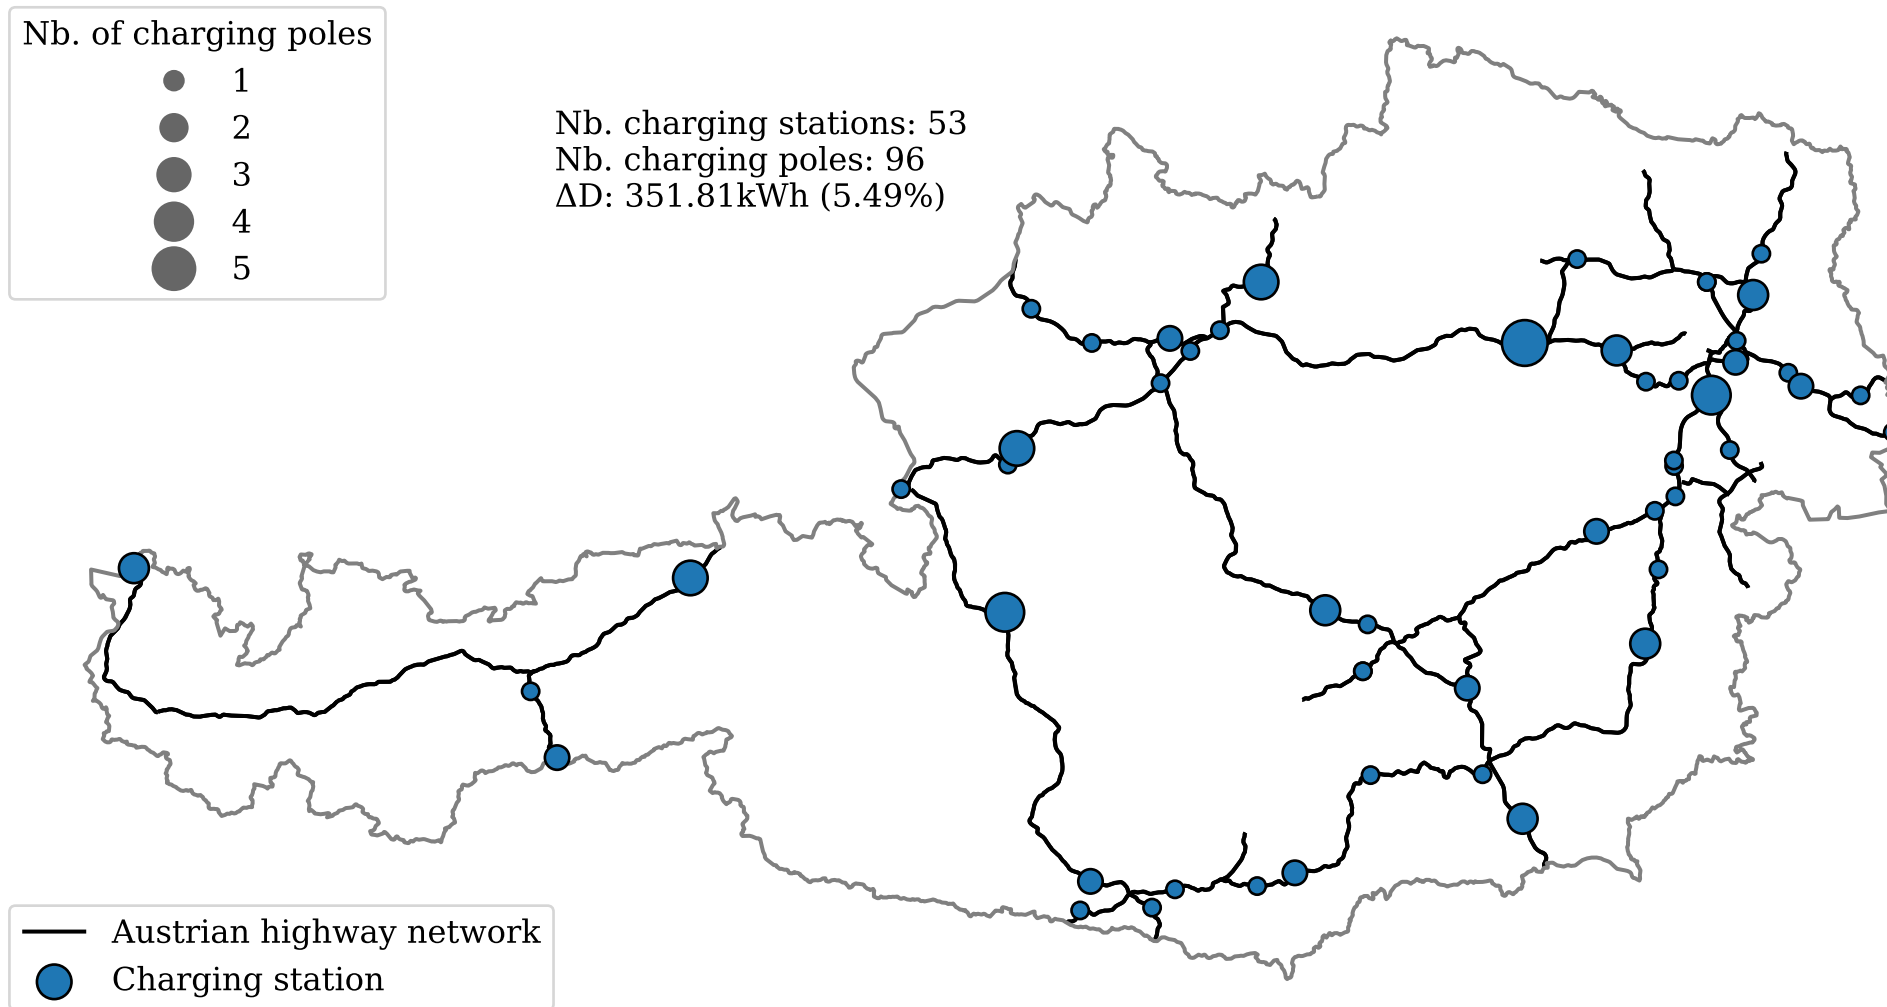 Nb. of charging poles
1
2
3
4
5
Nb. charging stations: 53
Nb. charging poles: 96
ΔD: 351.81kWh (5.49%)
Austrian highway network
Charging station